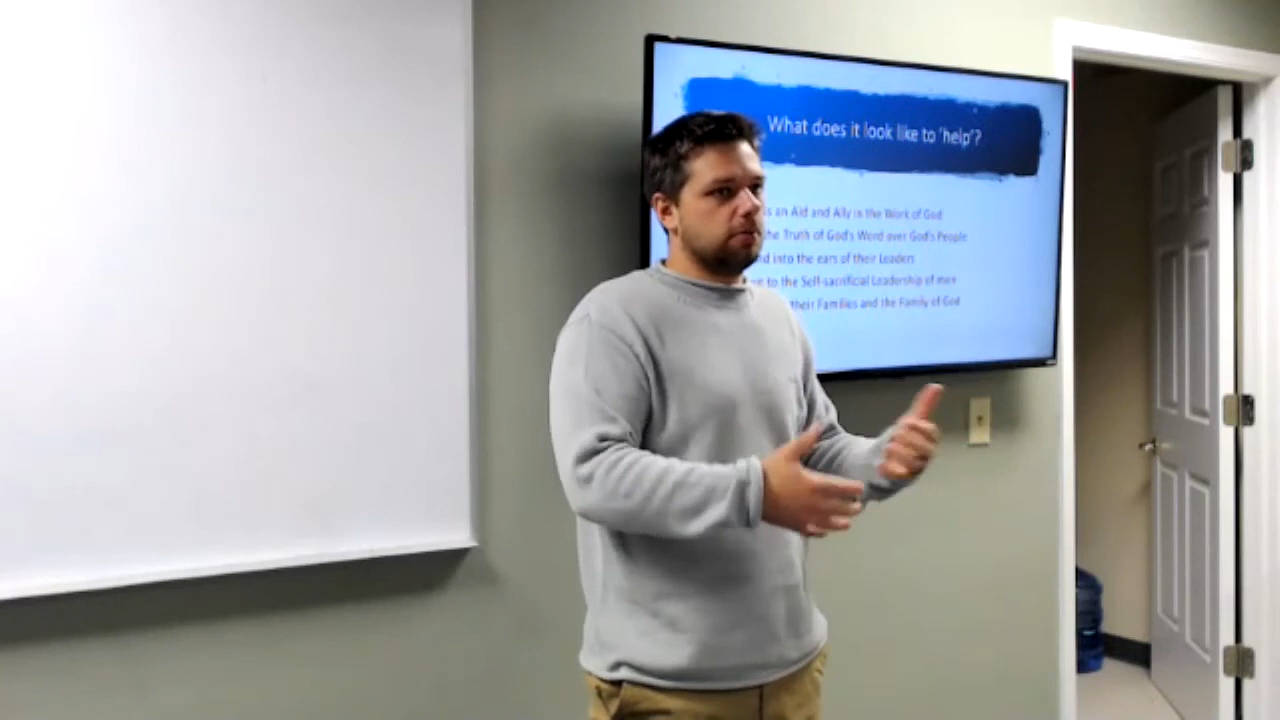 What does it look like to 'help'?
is an Aid and Ally in the Work of God
the Truth of God's Word over God's People
into the ears of their Leaders
to the Self-sacrificial Leadership of men
their Families and the Family of God